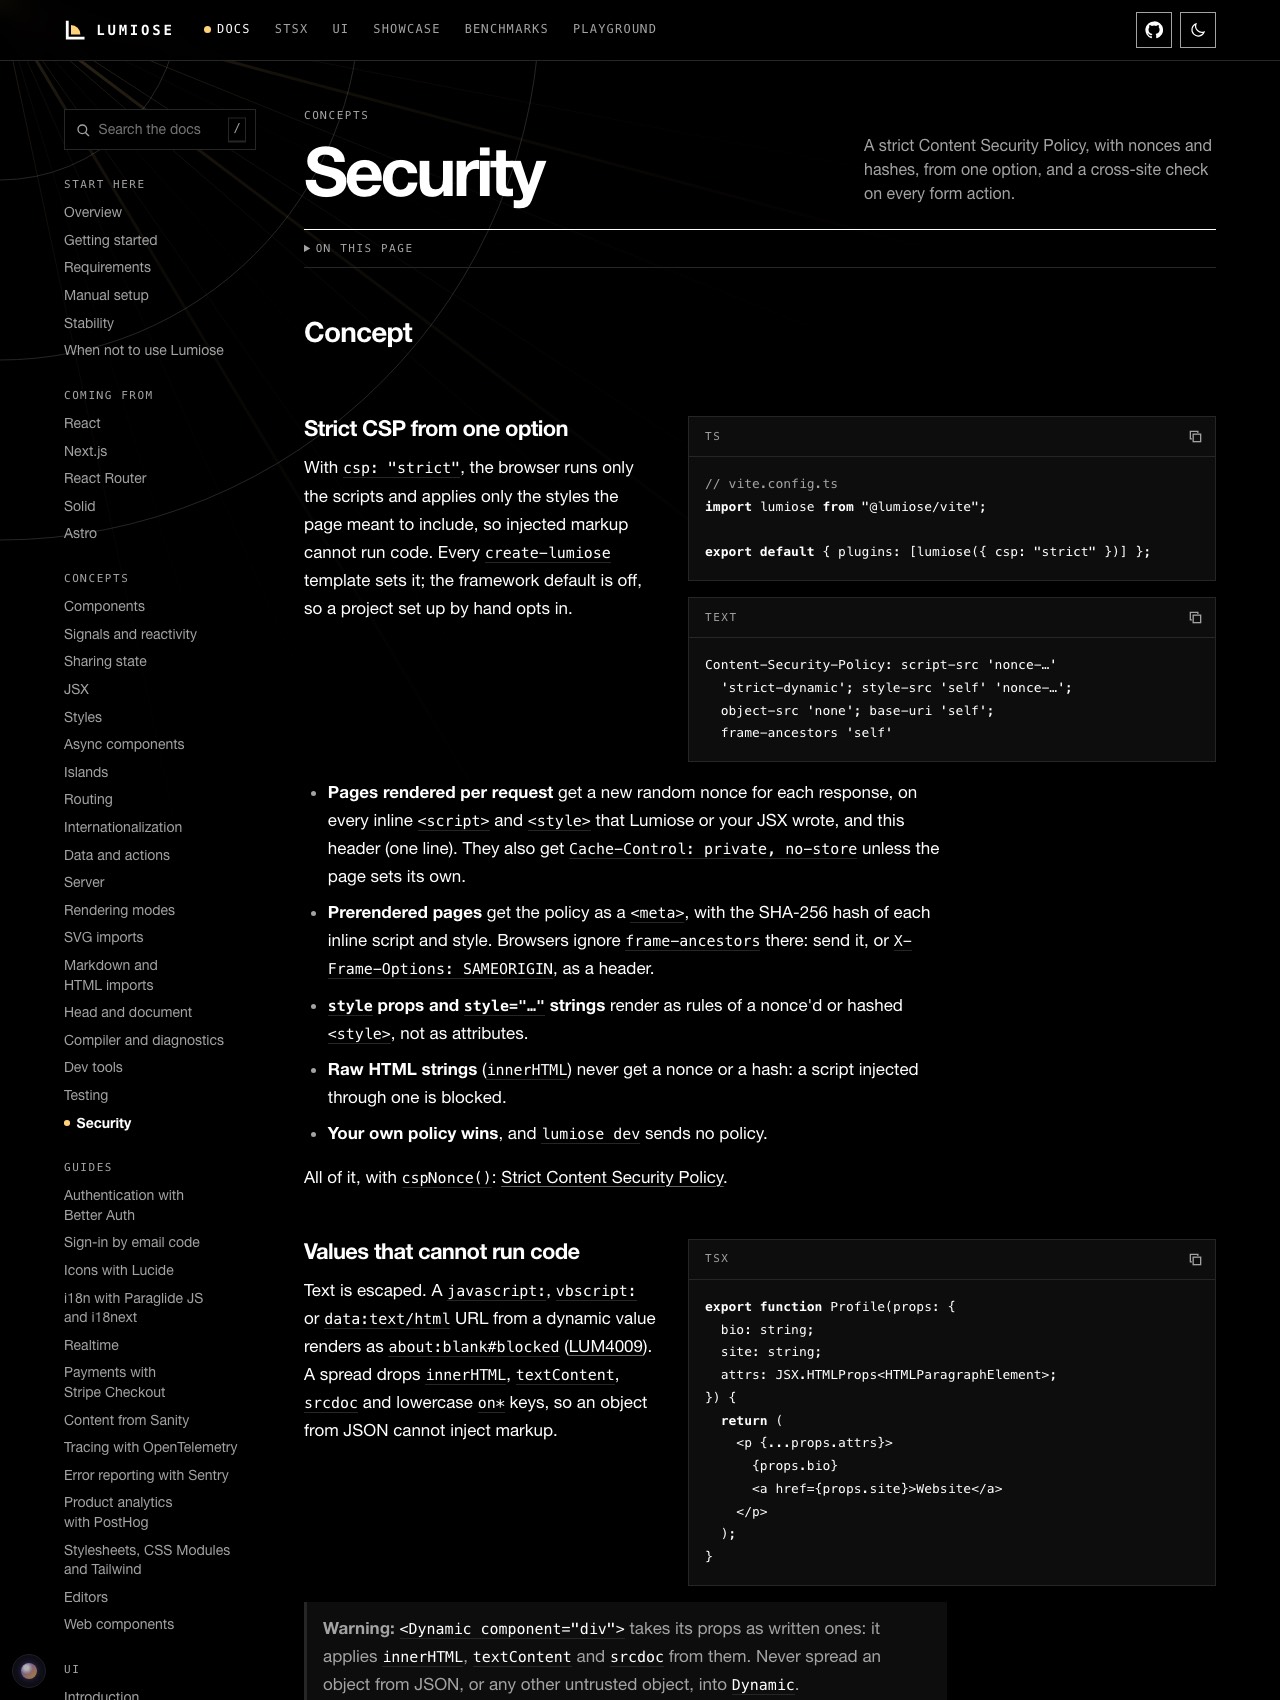 LUMIOSE
DOCS
STSX
UI
SHOWCASE
BENCHMARKS
PLAYGROUND
Search the docs
/
START HERE
Overview
Getting started
Requirements
Manual setup
Stability
When not to use Lumiose
COMING FROM
React
Next.js
React Router
Solid
Astro
CONCEPTS
Components
Signals and reactivity
Sharing state
JSX
Styles
Async components
Islands
Routing
Internationalization
Data and actions
Server
Rendering modes
SVG imports
Markdown and
HTML imports
Head and document
Compiler and diagnostics
Dev tools
Testing
Security
GUIDES
Authentication with
Better Auth
Sign-in by email code
Icons with Lucide
i18n with Paraglide JS
and i18next
Realtime
Payments with
Stripe Checkout
Content from Sanity
Tracing with OpenTelemetry
Error reporting with Sentry
Product analytics
with PostHog
Stylesheets, CSS Modules
and Tailwind
Editors
Web components
UI
Introduction
CONCEPTS
Security
A strict Content Security Policy, with nonces and
hashes, from one option, and a cross-site check
on every form action.
ON THIS PAGE
Concept
Strict CSP from one option
With csp: "strict", the browser runs only
the scripts and applies only the styles the
page meant to include, so injected markup
cannot run code. Every create-lumiose
template sets it; the framework default is off,
so a project set up by hand opts in.
TS
// vite.config.ts
import lumiose from "@lumiose/vite";
export default { plugins: [lumiose({ csp: "strict" })] };
TEXT
Content-Security-Policy: script-src 'nonce-…'
'strict-dynamic'; style-src 'self' 'nonce-…';
object-src 'none'; base-uri 'self';
frame-ancestors 'self'
• Pages rendered per request get a new random nonce for each response, on
every inline <script> and <style> that Lumiose or your JSX wrote, and this
header (one line). They also get Cache-Control: private, no-store unless the
page sets its own.
• Prerendered pages get the policy as a <meta>, with the SHA-256 hash of each
inline script and style. Browsers ignore frame-ancestors there: send it, or X-
Frame-Options: SAMEORIGIN, as a header.
• style props and style="…" strings render as rules of a nonce'd or hashed
<style>, not as attributes.
• Raw HTML strings (innerHTML) never get a nonce or a hash: a script injected
through one is blocked.
• Your own policy wins, and lumiose dev sends no policy.
All of it, with cspNonce(): Strict Content Security Policy.
Values that cannot run code
Text is escaped. A javascript:, vbscript:
or data:text/html URL from a dynamic value
renders as about:blank#blocked (LUM4009).
A spread drops innerHTML, textContent,
srcdoc and lowercase on* keys, so an object
from JSON cannot inject markup.
TSX
export function Profile(props: {
bio: string;
site: string;
attrs: JSX.HTMLProps<HTMLParagraphElement>;
}) {
return (
<p {...props.attrs}>
{props.bio}
<a href={props.site}>Website</a>
</p>
);
}
Warning: <Dynamic component="div"> takes its props as written ones: it
applies innerHTML, textContent and srcdoc from them. Never spread an
object from JSON, or any other untrusted object, into Dynamic.